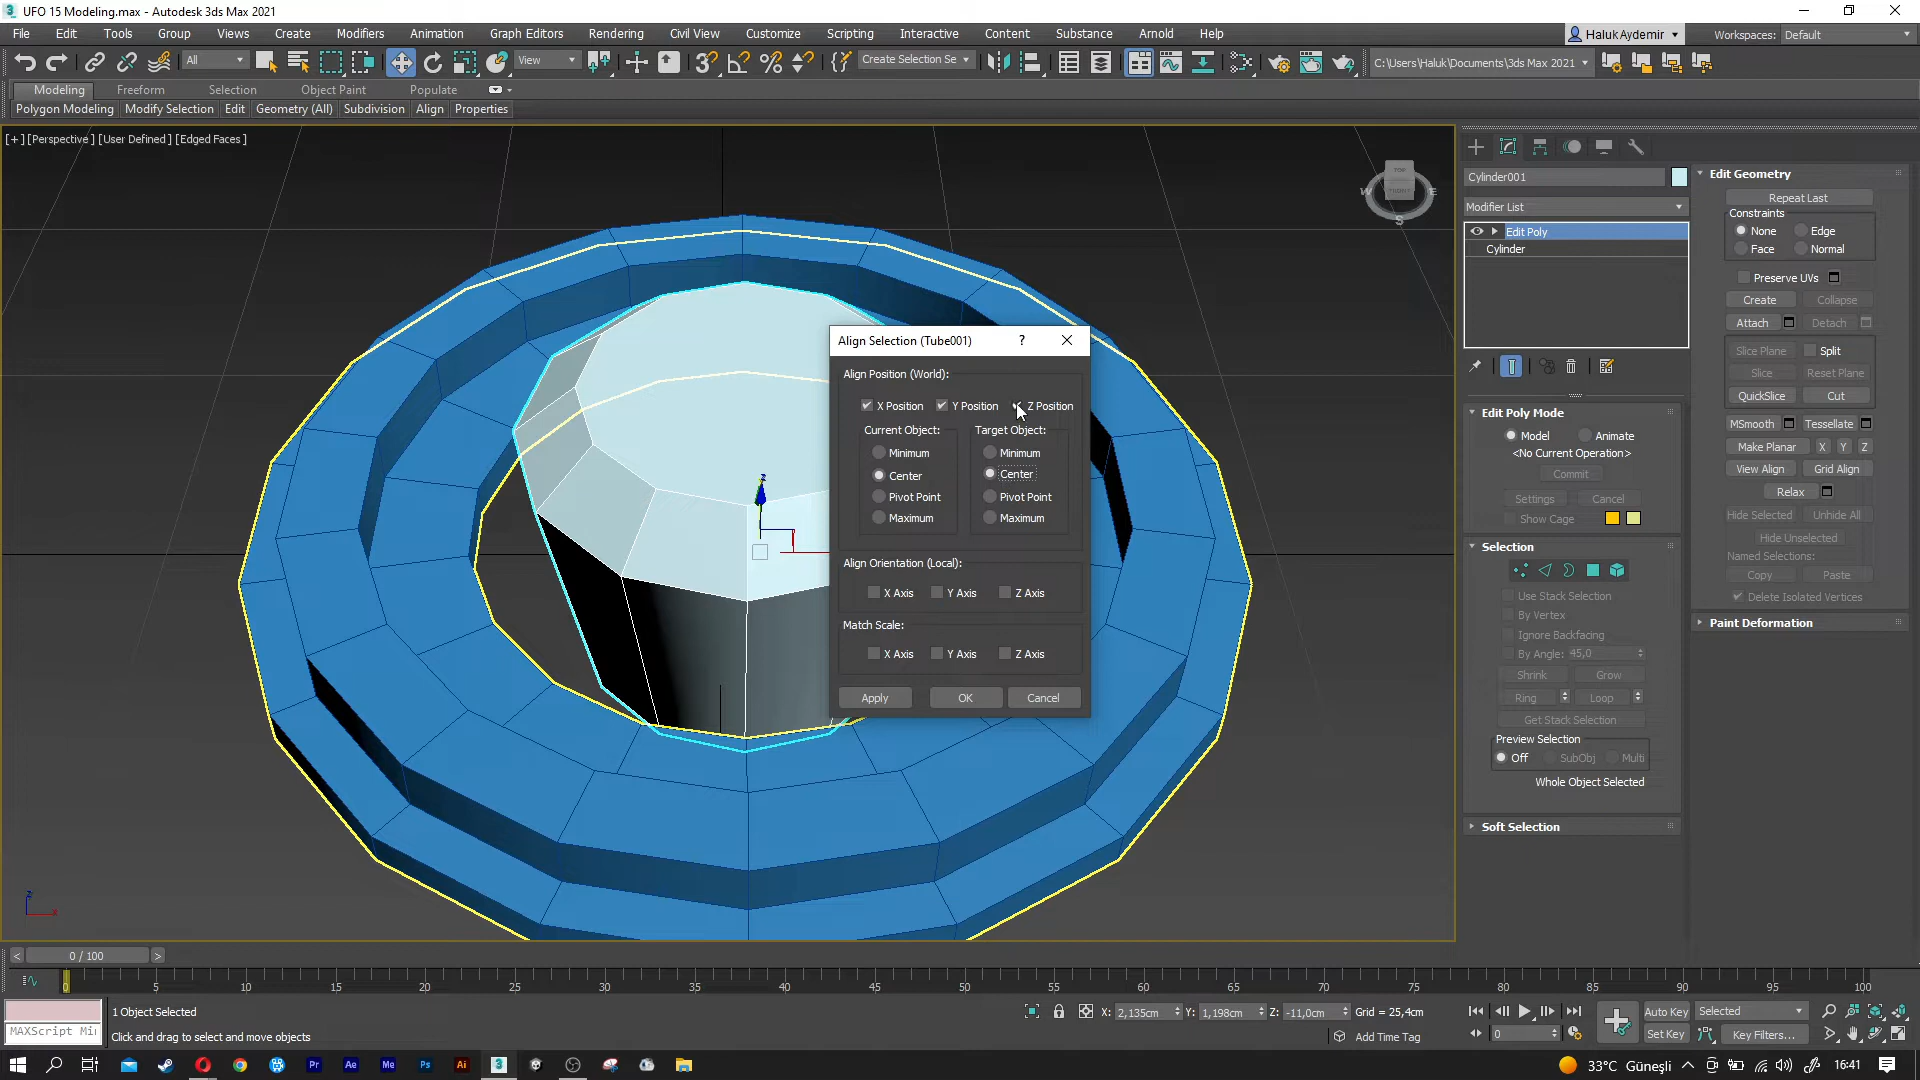 UFO 15 Modeling.max - Autodesk 3ds Max 2021
File Edit Tools Group Views Create Modifiers Animation Graph Editors Rendering Civil View Customize Scripting Interactive Content Substance Arnold Help
Haluk Aydemir Workspaces: Default
All View Create Selection Se C:\Users\Haluk\Documents\3ds Max 2021
Modeling Freeform Selection Object Paint Populate
Polygon Modeling Modify Selection Edit Geometry (All) Subdivision Align Properties
[+] [Perspective ] [User Defined ] [Edged Faces ]
TOP
FRONT
W E
S
Cylinder001
Modifier List
Edit Poly
Cylinder
Edit Poly Mode
Model Animate
<No Current Operation>
Commit
Settings Cancel
Show Cage
Selection
Use Stack Selection
By Vertex
Ignore Backfacing
By Angle: 45,0
Shrink Grow
Ring Loop
Get Stack Selection
Preview Selection
Off SubObj Multi
Whole Object Selected
Soft Selection
Edit Geometry
Repeat Last
Constraints
None Edge
Face Normal
Preserve UVs
Create Collapse
Attach Detach
Slice Plane Split
Slice Reset Plane
QuickSlice Cut
MSmooth Tessellate
Make Planar X Y Z
View Align Grid Align
Relax
Hide Selected Unhide All
Hide Unselected
Named Selections:
Copy Paste
Delete Isolated Vertices
Paint Deformation
Align Selection (Tube001) ?
Align Position (World):
X Position Y Position Z Position
Current Object: Target Object:
Minimum Minimum
Center Center
Pivot Point Pivot Point
Maximum Maximum
Align Orientation (Local):
X Axis Y Axis Z Axis
Match Scale:
X Axis Y Axis Z Axis
Apply OK Cancel
z
z x
< 0 / 100 >
0 5 10 15 20 25 30 35 40 45 50 55 60 65 70 75 80 85 90 95 100
1 Object Selected
X: 2,135cm Y: 1,198cm Z: -11,0cm Grid = 25,4cm
Auto Key Selected
MAXScript Mi
Click and drag to select and move objects
Add Time Tag
0
Set Key Key Filters...
Pr Ae Me Ps Ai 3
33°C Güneşli 16:41